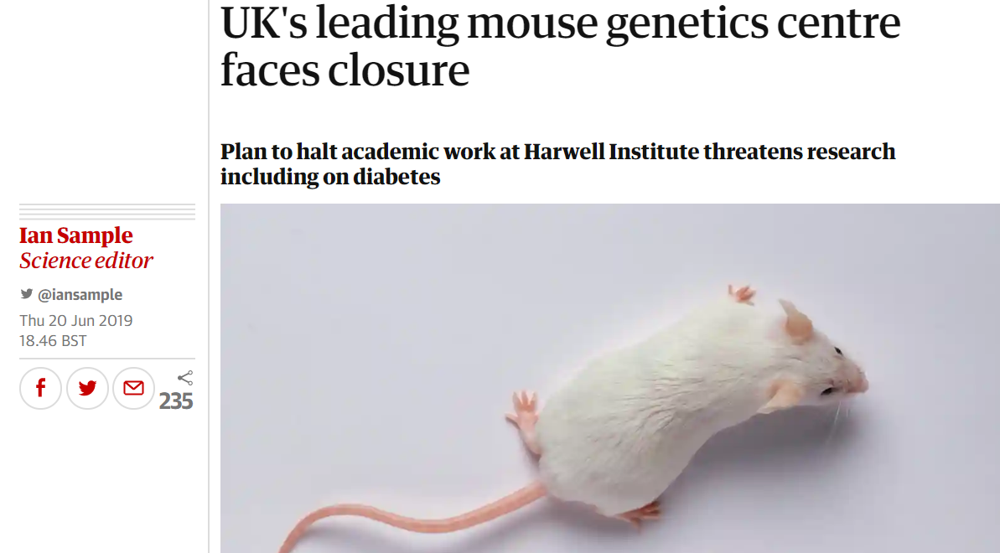 UK's leading mouse genetics centre
faces closure
Plan to halt academic work at Harwell Institute threatens research
including on diabetes
Ian Sample
Science editor
@iansample
Thu 20 Jun 2019
18.46 BST
235